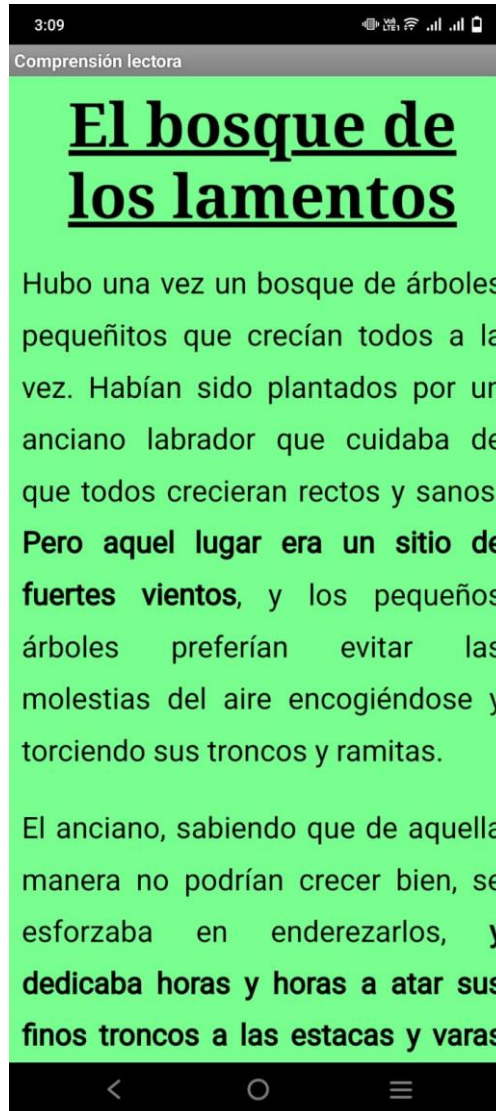 3:09
Vo)) LTE1
Comprensión lectora
El bosque de
los lamentos
Hubo una vez un bosque de árboles
pequeñitos que crecían todos a la
vez. Habían sido plantados por un
anciano labrador que cuidaba de
que todos crecieran rectos y sanos.
Pero aquel lugar era un sitio de
fuertes vientos, y los pequeños
árboles preferían evitar las
molestias del aire encogiéndose y
torciendo sus troncos y ramitas.
El anciano, sabiendo que de aquella
manera no podrían crecer bien, se
esforzaba en enderezarlos, y
dedicaba horas y horas a atar sus
finos troncos a las estacas y varas